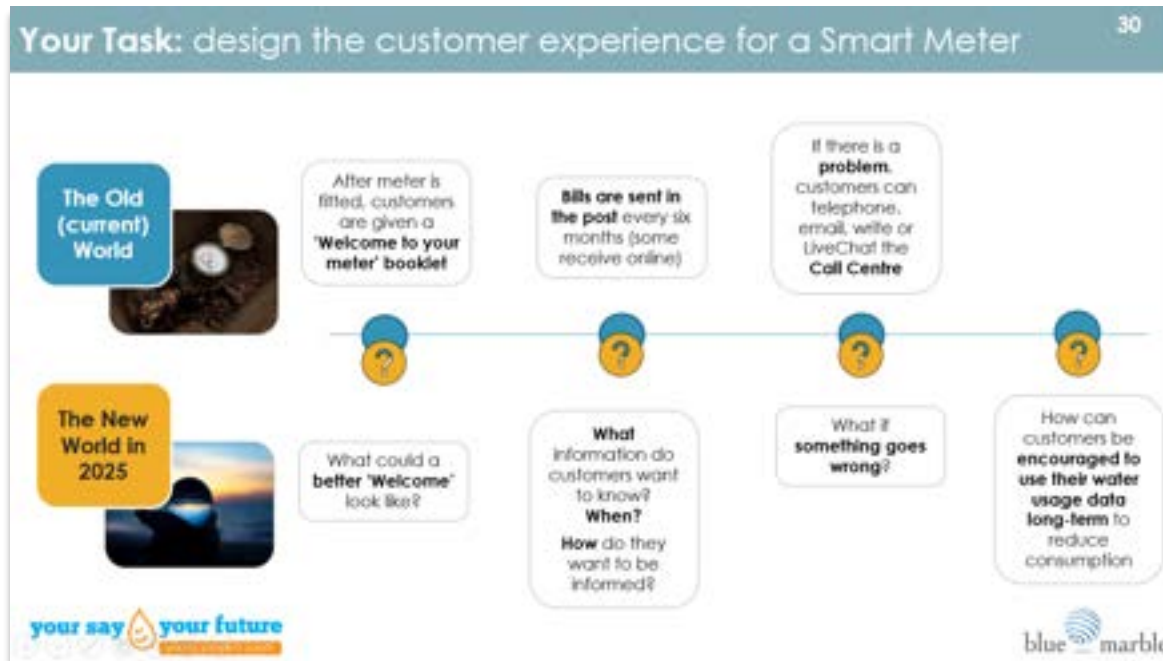 Your Task: design the customer experience for a Smart Meter
30
The Old
(current)
World
After meter is
fitted, customers
are given a
'Welcome to your
meter' booklet
Bills are sent in
the post every six
months (some
receive online)
If there is a
problem,
customers can
telephone,
email, write or
LiveChat the
Call Centre
?
?
?
?
The New
World in
2025
What could a
better 'Welcome'
look like?
What
information do
customers want
to know?
When?
How do they
want to be
informed?
What if
something goes
wrong?
How can
customers be
encouraged to
use their water
usage data
long-term to
reduce
consumption
your say your future
blue marble